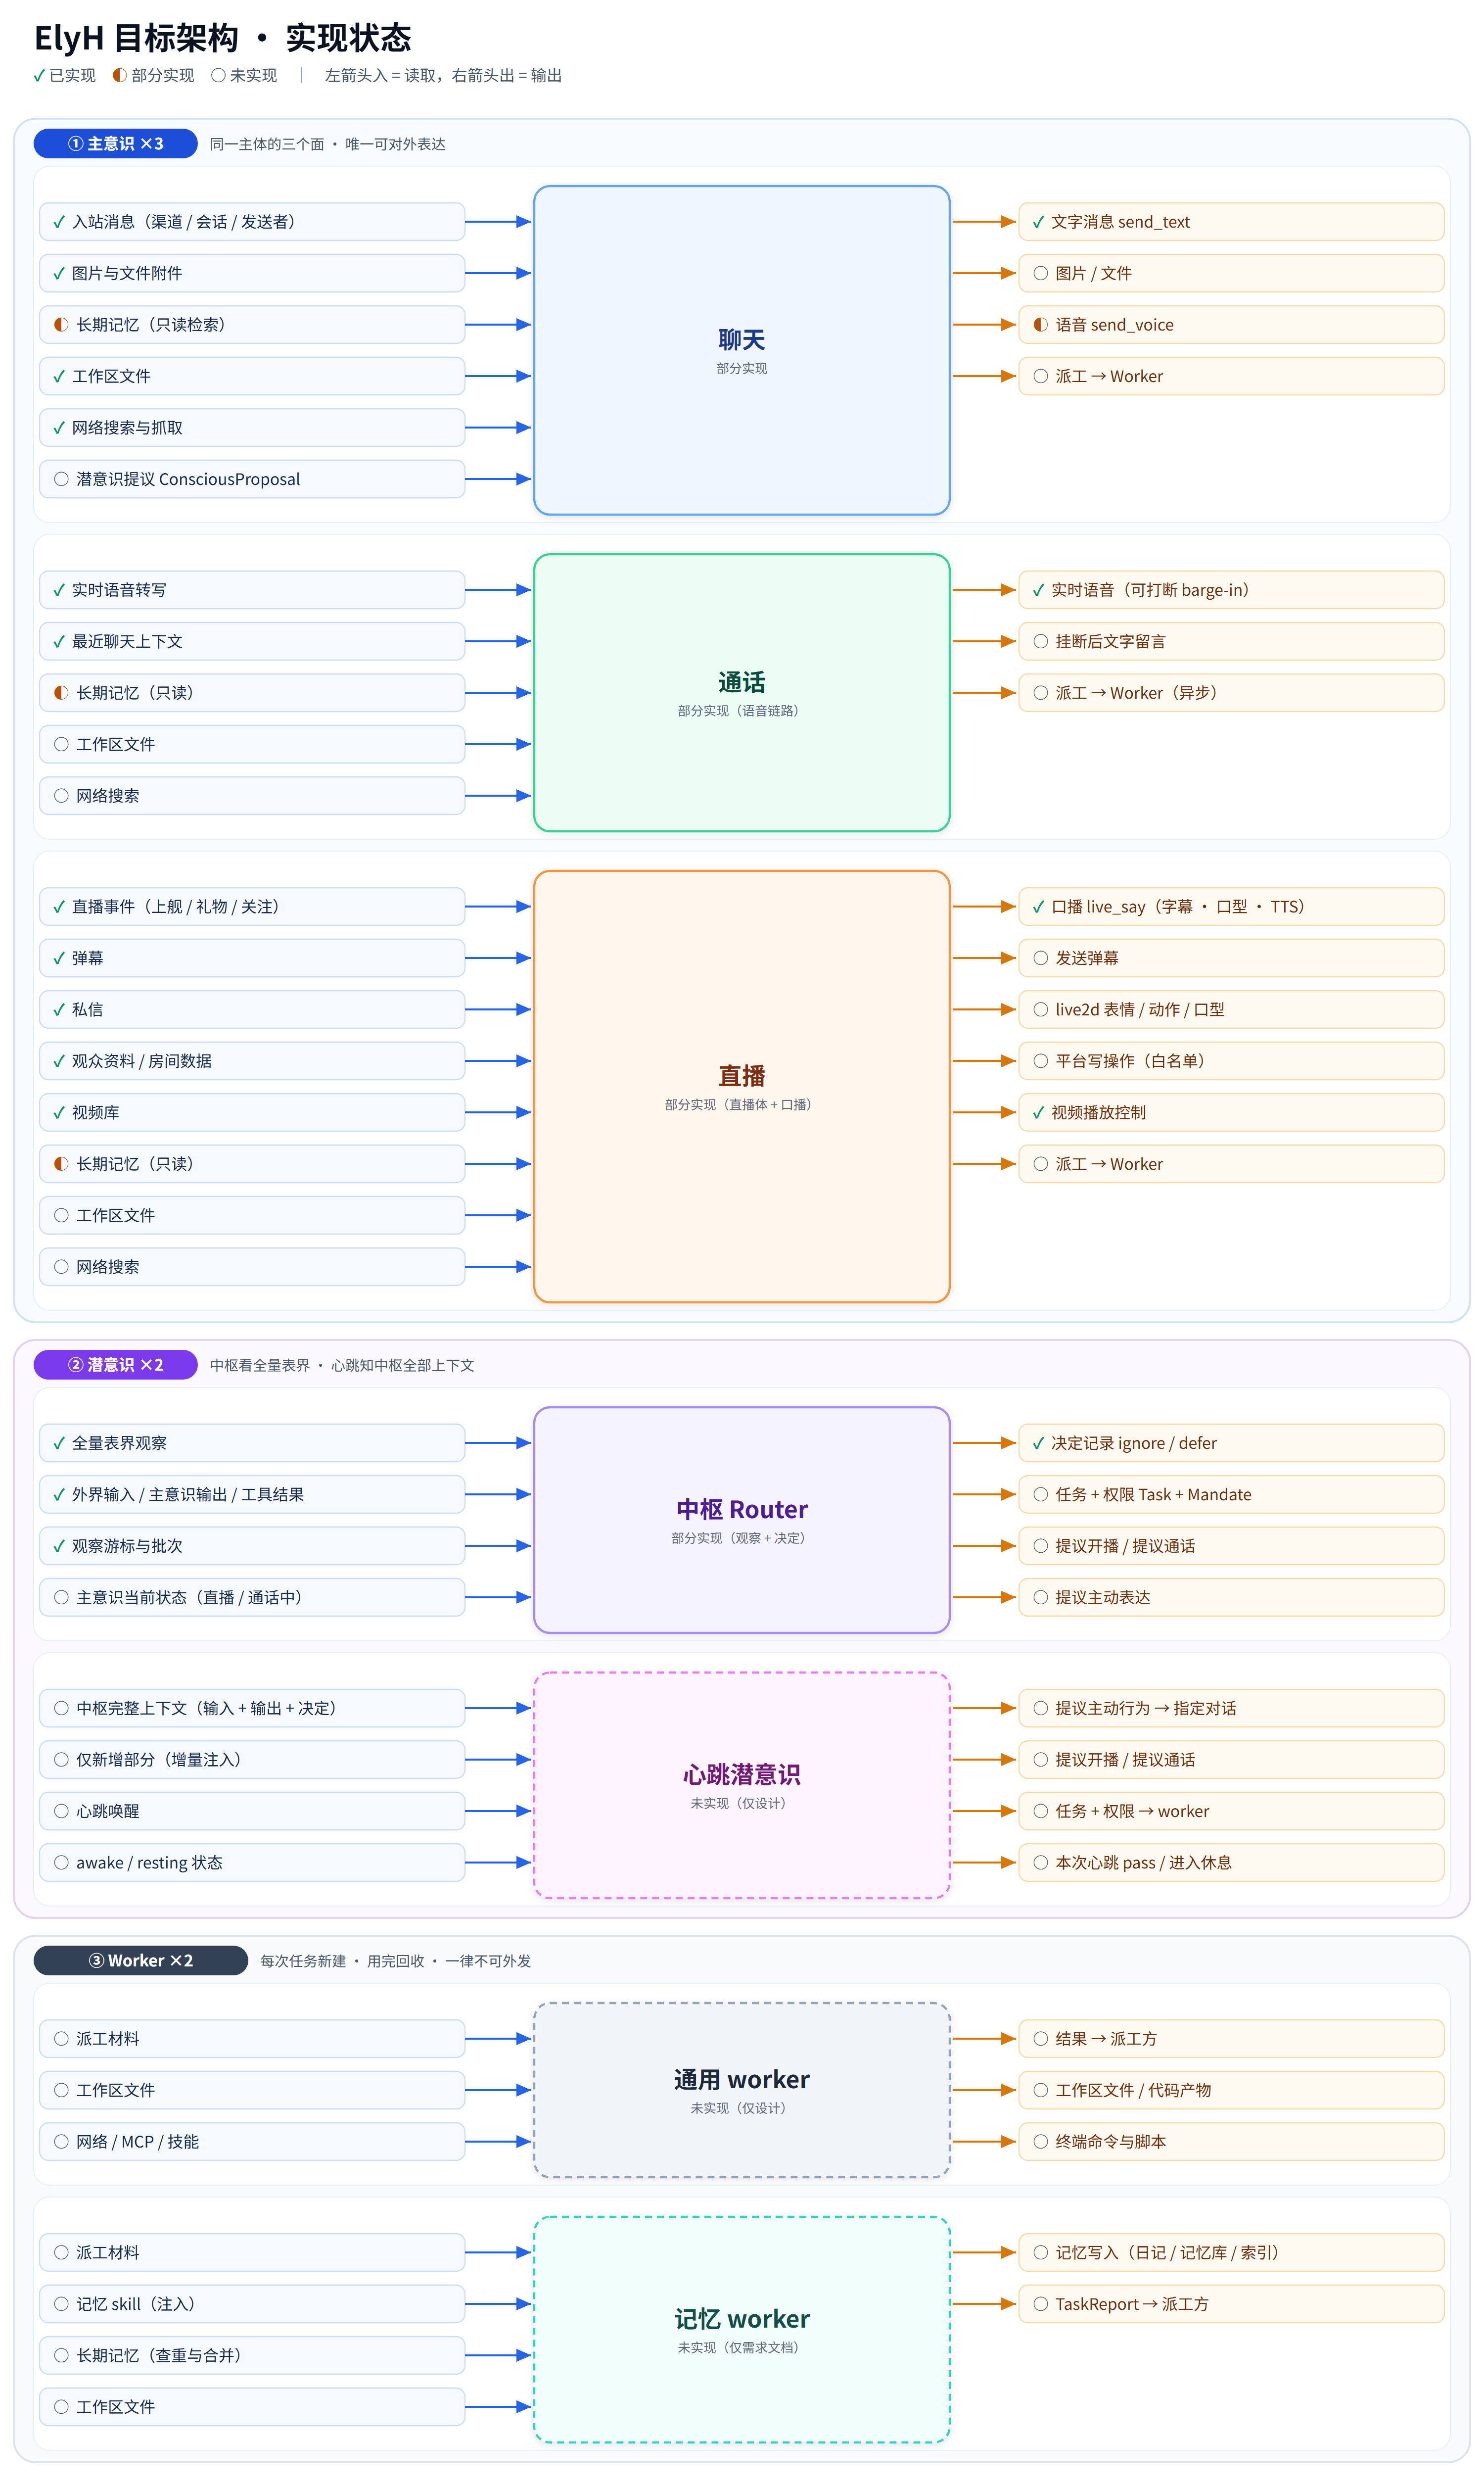 ElyH 目标架构 · 实现状态
✓ 已实现 ◐ 部分实现 ○ 未实现 | 左箭头入 = 读取，右箭头出 = 输出
① 主意识 ×3
同一主体的三个面 · 唯一可对外表达
✓ 入站消息（渠道 / 会话 / 发送者）
✓ 图片与文件附件
◐ 长期记忆（只读检索）
✓ 工作区文件
✓ 网络搜索与抓取
○ 潜意识提议 ConsciousProposal
聊天
部分实现
✓ 文字消息 send_text
○ 图片 / 文件
◐ 语音 send_voice
○ 派工 → Worker
✓ 实时语音转写
✓ 最近聊天上下文
◐ 长期记忆（只读）
○ 工作区文件
○ 网络搜索
通话
部分实现（语音链路）
✓ 实时语音（可打断 barge-in）
○ 挂断后文字留言
○ 派工 → Worker（异步）
✓ 直播事件（上舰 / 礼物 / 关注）
✓ 弹幕
✓ 私信
✓ 观众资料 / 房间数据
✓ 视频库
◐ 长期记忆（只读）
○ 工作区文件
○ 网络搜索
直播
部分实现（直播体 + 口播）
✓ 口播 live_say（字幕 · 口型 · TTS）
○ 发送弹幕
○ live2d 表情 / 动作 / 口型
○ 平台写操作（白名单）
✓ 视频播放控制
○ 派工 → Worker
② 潜意识 ×2
中枢看全量表界 · 心跳知中枢全部上下文
✓ 全量表界观察
✓ 外界输入 / 主意识输出 / 工具结果
✓ 观察游标与批次
○ 主意识当前状态（直播 / 通话中）
中枢 Router
部分实现（观察 + 决定）
✓ 决定记录 ignore / defer
○ 任务 + 权限 Task + Mandate
○ 提议开播 / 提议通话
○ 提议主动表达
○ 中枢完整上下文（输入 + 输出 + 决定）
○ 仅新增部分（增量注入）
○ 心跳唤醒
○ awake / resting 状态
心跳潜意识
未实现（仅设计）
○ 提议主动行为 → 指定对话
○ 提议开播 / 提议通话
○ 任务 + 权限 → worker
○ 本次心跳 pass / 进入休息
③ Worker ×2
每次任务新建 · 用完回收 · 一律不可外发
○ 派工材料
○ 工作区文件
○ 网络 / MCP / 技能
通用 worker
未实现（仅设计）
○ 结果 → 派工方
○ 工作区文件 / 代码产物
○ 终端命令与脚本
○ 派工材料
○ 记忆 skill（注入）
○ 长期记忆（查重与合并）
○ 工作区文件
记忆 worker
未实现（仅需求文档）
○ 记忆写入（日记 / 记忆库 / 索引）
○ TaskReport → 派工方